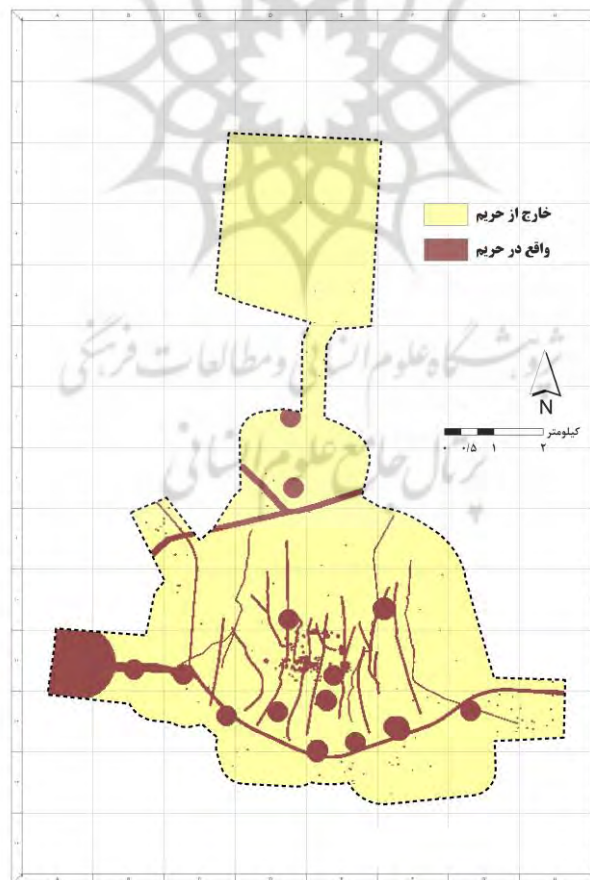 خارج از حریم
واقع در حریم
پژوهشگاه علوم انسانی و مطالعات فرهنگی
N
کیلومتر
۰ ۰/۵ ۱ ۲
پرتال جامع علوم انسانی